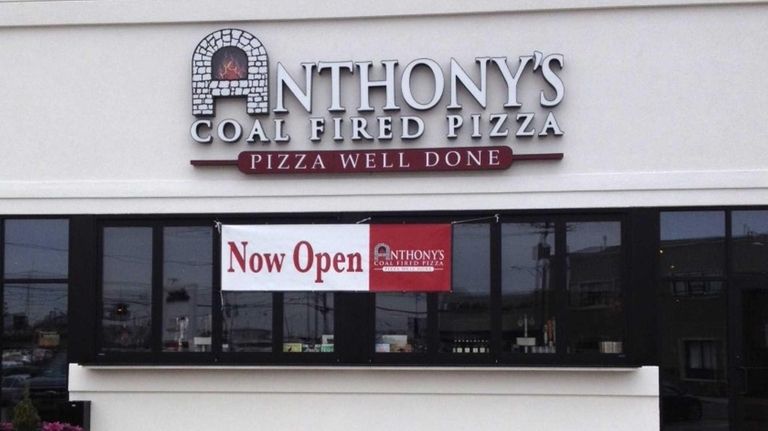 ANTHONY'S
COAL FIRED PIZZA
PIZZA WELL DONE
Now Open
ANTHONY'S
COAL FIRED PIZZA
PIZZA WELL DONE